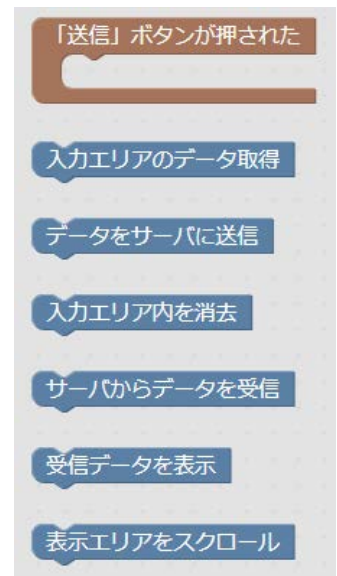 「送信」ボタンが押された
入力エリアのデータ取得
データをサーバに送信
入力エリア内を消去
サーバからデータを受信
受信データを表示
表示エリアをスクロール